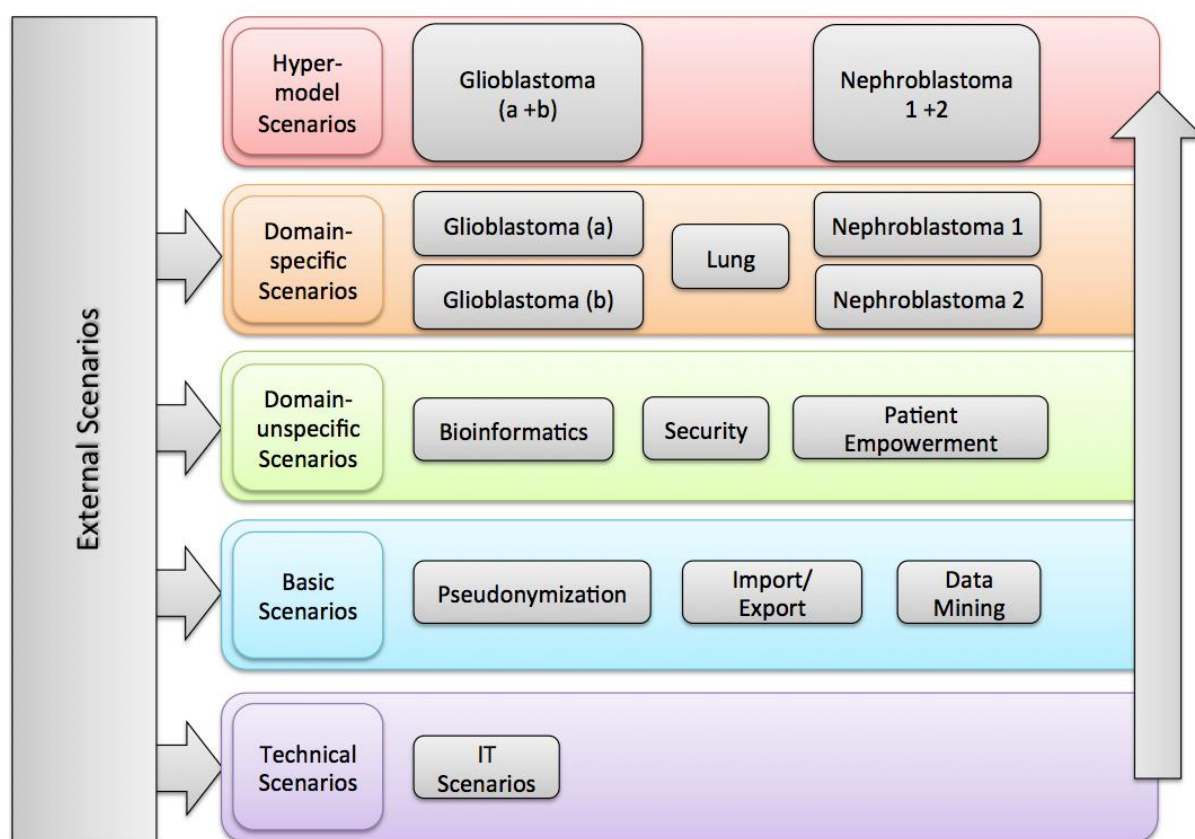 External Scenarios
Hyper-
model
Scenarios
Glioblastoma
(a +b)
Nephroblastoma
1 +2
Domain-
specific
Scenarios
Glioblastoma (a)
Glioblastoma (b)
Lung
Nephroblastoma 1
Nephroblastoma 2
Domain-
unspecific
Scenarios
Bioinformatics
Security
Patient
Empowerment
Basic
Scenarios
Pseudonymization
Import/
Export
Data
Mining
Technical
Scenarios
IT
Scenarios